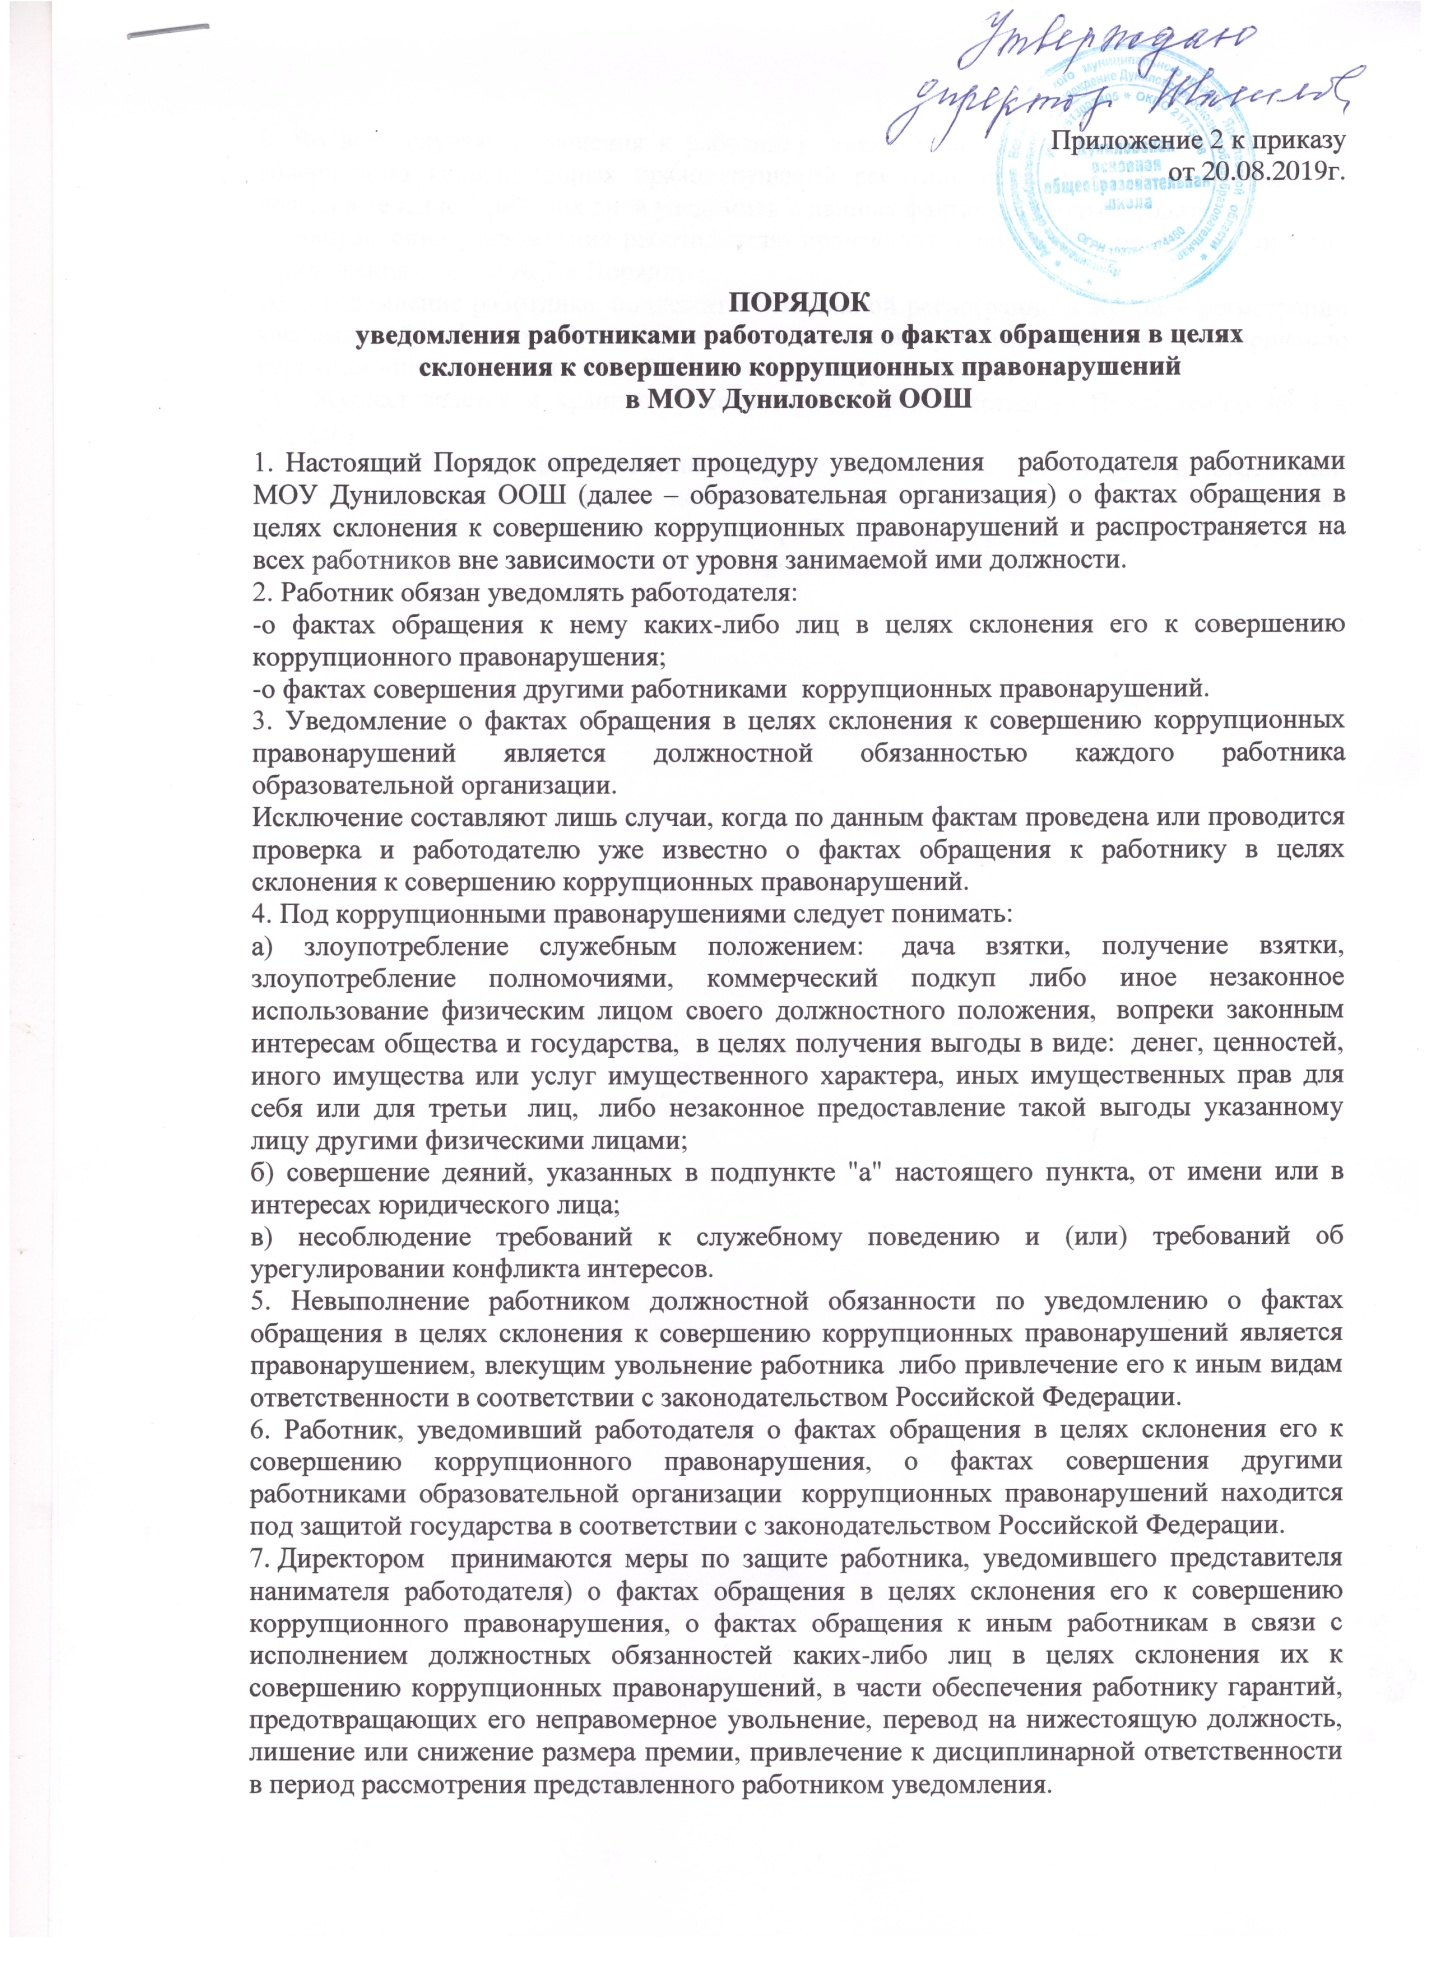 Утверждаю
директор
Приложение 2 к приказу
от 20.08.2019г.
основная
общеобразовательная
школа
ПОРЯДОК
уведомления работниками работодателя о фактах обращения в целях
склонения к совершению коррупционных правонарушений
в МОУ Дуниловской ООШ
1. Настоящий Порядок определяет процедуру уведомления работодателя работниками
МОУ Дуниловская ООШ (далее – образовательная организация) о фактах обращения в
целях склонения к совершению коррупционных правонарушений и распространяется на
всех работников вне зависимости от уровня занимаемой ими должности.
2. Работник обязан уведомлять работодателя:
-о фактах обращения к нему каких-либо лиц в целях склонения его к совершению
коррупционного правонарушения;
-о фактах совершения другими работниками коррупционных правонарушений.
3. Уведомление о фактах обращения в целях склонения к совершению коррупционных
правонарушений является должностной обязанностью каждого работника
образовательной организации.
Исключение составляют лишь случаи, когда по данным фактам проведена или проводится
проверка и работодателю уже известно о фактах обращения к работнику в целях
склонения к совершению коррупционных правонарушений.
4. Под коррупционными правонарушениями следует понимать:
а) злоупотребление служебным положением: дача взятки, получение взятки,
злоупотребление полномочиями, коммерческий подкуп либо иное незаконное
использование физическим лицом своего должностного положения, вопреки законным
интересам общества и государства, в целях получения выгоды в виде: денег, ценностей,
иного имущества или услуг имущественного характера, иных имущественных прав для
себя или для третьи лиц, либо незаконное предоставление такой выгоды указанному
лицу другими физическими лицами;
б) совершение деяний, указанных в подпункте "а" настоящего пункта, от имени или в
интересах юридического лица;
в) несоблюдение требований к служебному поведению и (или) требований об
урегулировании конфликта интересов.
5. Невыполнение работником должностной обязанности по уведомлению о фактах
обращения в целях склонения к совершению коррупционных правонарушений является
правонарушением, влекущим увольнение работника либо привлечение его к иным видам
ответственности в соответствии с законодательством Российской Федерации.
6. Работник, уведомивший работодателя о фактах обращения в целях склонения его к
совершению коррупционного правонарушения, о фактах совершения другими
работниками образовательной организации коррупционных правонарушений находится
под защитой государства в соответствии с законодательством Российской Федерации.
7. Директором принимаются меры по защите работника, уведомившего представителя
нанимателя работодателя) о фактах обращения в целях склонения его к совершению
коррупционного правонарушения, о фактах обращения к иным работникам в связи с
исполнением должностных обязанностей каких-либо лиц в целях склонения их к
совершению коррупционных правонарушений, в части обеспечения работнику гарантий,
предотвращающих его неправомерное увольнение, перевод на нижестоящую должность,
лишение или снижение размера премии, привлечение к дисциплинарной ответственности
в период рассмотрения представленного работником уведомления.